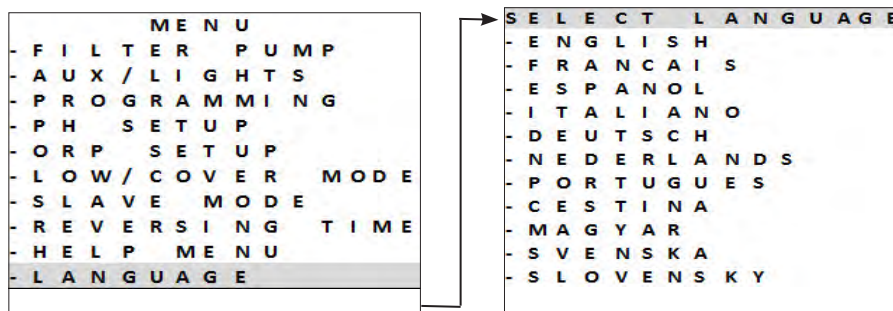 MENU
- FILTER PUMP
- AUX/LIGHTS
- PROGRAMMING
- PH SETUP
- ORP SETUP
- LOW/COVER MODE
- SLAVE MODE
- REVERSING TIME
- HELP MENU
- LANGUAGE
SELECT LANGUAGE
- ENGLISH
- FRANCAIS
- ESPANOL
- ITALIANO
- DEUTSCH
- NEDERLANDS
- PORTUGUES
- CESTINA
- MAGYAR
- SVENSKA
- SLOVENSKY